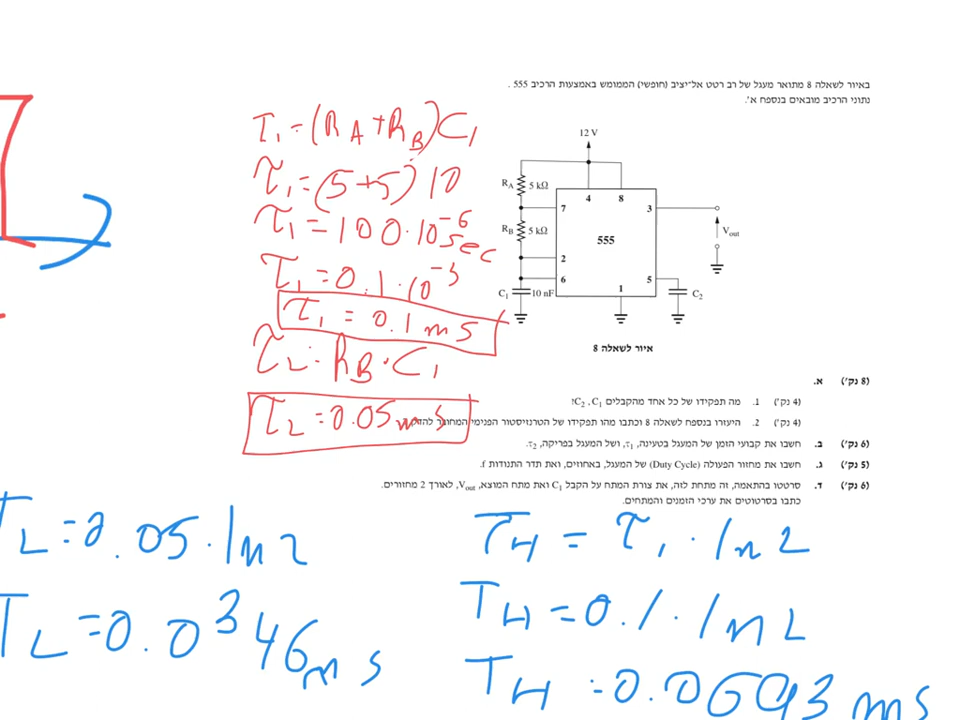 באיור לשאלה 8 מתואר מעגל של רב רטט אל־יציב (חופשי) הממומש באמצעות הרכיב 555 .
נתוני הרכיב מובאים בנספח א'.
τ1 = (RA + RB) C1
τ1 = (5+5) 10
τ1 = 100 · 10^-6 sec
τ1 = 0.1 · 10^-3
τ1 = 0.1 ms
τ2 = RB · C1
τ2 = 0.05 ms
12 V
RA 5 kΩ
4 8
7 3
RB 5 kΩ
555
Vout
2
6 5
C1 10 nF
1
C2
איור לשאלה 8
(8 נק') א.
(4 נק') 1. מה תפקידו של כל אחד מהקבלים C1 ,C2?
(4 נק') 2. היעזרו בנספח לשאלה 8 וכתבו מהו תפקידו של הטרנזיסטור הפנימי המחובר
(6 נק') ב. חשבו את קבועי הזמן של המעגל בטעינה, τ1, ושל המעגל בפריקה, τ2.
(5 נק') ג. חשבו את מחזור הפעולה (Duty Cycle) של המעגל, באחוזים, ואת תדר התנודות f.
(6 נק') ד. סרטטו בהתאמה, זה מתחת לזה, את צורת המתח על הקבל C1 ואת מתח המוצא, Vout, לאורך 2 מחזורים.
כתבו בסרטוטים את ערכי הזמנים והמתחים.
TL = 0.05 · ln2
TL = 0.0346 ms
TH = τ1 · ln2
TH = 0.1 · ln2
TH = 0.0693 ms